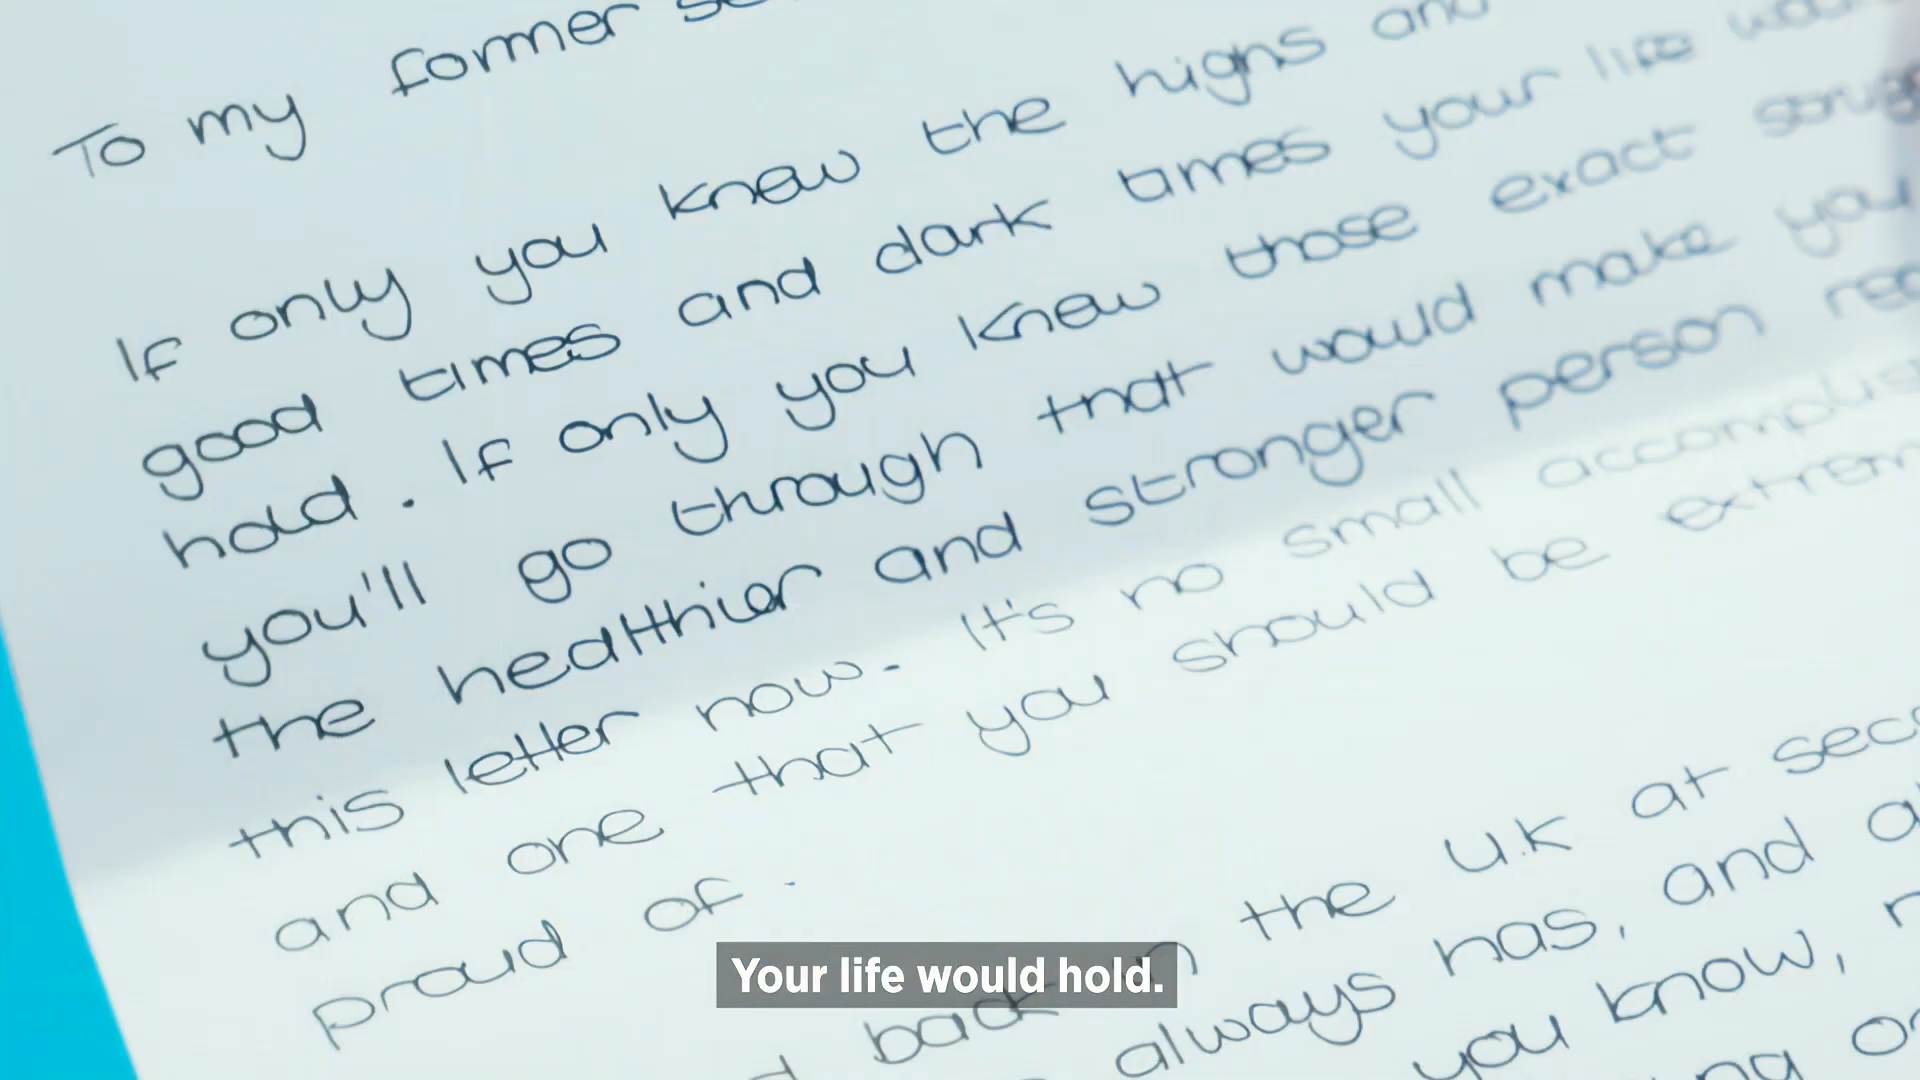 To my former
If only you knew the highs and
good times and dark times your life
hold. If only you knew those exact
you'll go through that would make you
the healthier and stronger person
this letter now. It's no small
and one that you should be
proud of.
back the U.K at
always has, and
you know,
Your life would hold.